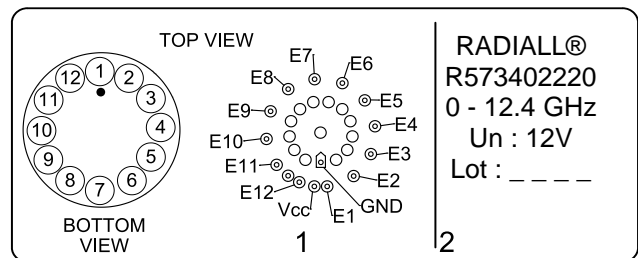 TOP VIEW
1
2
3
4
5
6
7
8
9
10
11
12
BOTTOM
VIEW
E7
E6
E8
E5
E9
E4
E10
E3
E11
E2
E12
Vcc
E1
GND
1
RADIALL®
R573402220
0 - 12.4 GHz
Un : 12V
Lot : _ _ _ _
2